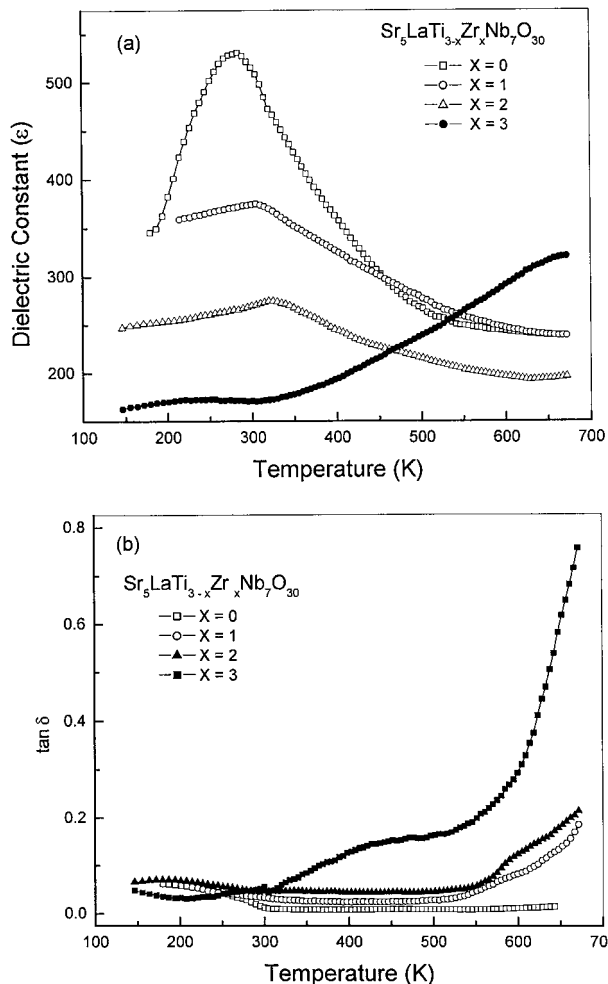 (a)
Sr₅LaTi₃₋ₓZrₓNb₇O₃₀
X = 0
X = 1
X = 2
X = 3
Dielectric Constant (ε)
500
400
300
200
100 200 300 400 500 600 700
Temperature (K)
(b)
Sr₅LaTi₃₋ₓZrₓNb₇O₃₀
X = 0
X = 1
X = 2
X = 3
tan δ
0.8
0.6
0.4
0.2
0.0
100 200 300 400 500 600 70
Temperature (K)